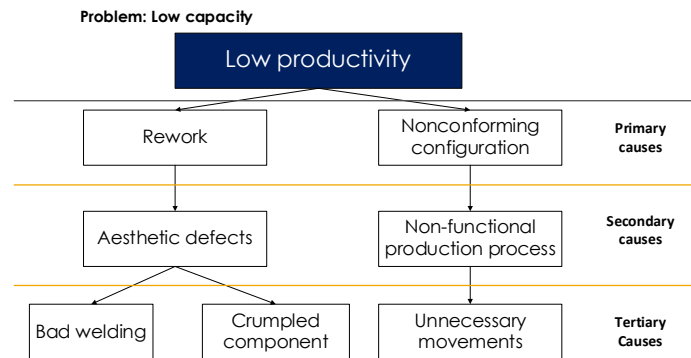 Problem: Low capacity
Low productivity
Rework
Nonconforming
configuration
Primary
causes
Aesthetic defects
Non-functional
production process
Secondary
causes
Bad welding
Crumpled
component
Unnecessary
movements
Tertiary
Causes